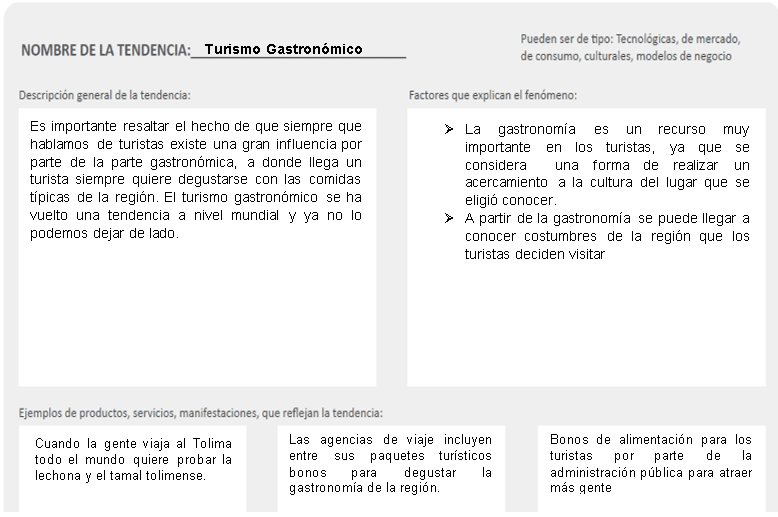 NOMBRE DE LA TENDENCIA: Turismo Gastronómico
Pueden ser de tipo: Tecnológicas, de mercado,
de consumo, culturales, modelos de negocio
Descripción general de la tendencia:
Es importante resaltar el hecho de que siempre que
hablamos de turistas existe una gran influencia por
parte de la parte gastronómica, a donde llega un
turista siempre quiere degustarse con las comidas
típicas de la región. El turismo gastronómico se ha
vuelto una tendencia a nivel mundial y ya no lo
podemos dejar de lado.
Factores que explican el fenómeno:
➢ La gastronomía es un recurso muy
importante en los turistas, ya que se
considera una forma de realizar un
acercamiento a la cultura del lugar que se
eligió conocer.
➢ A partir de la gastronomía se puede llegar a
conocer costumbres de la región que los
turistas deciden visitar
Ejemplos de productos, servicios, manifestaciones, que reflejan la tendencia:
Cuando la gente viaja al Tolima
todo el mundo quiere probar la
lechona y el tamal tolimense.
Las agencias de viaje incluyen
entre sus paquetes turísticos
bonos para degustar la
gastronomía de la región.
Bonos de alimentación para los
turistas por parte de la
administración pública para atraer
más gente